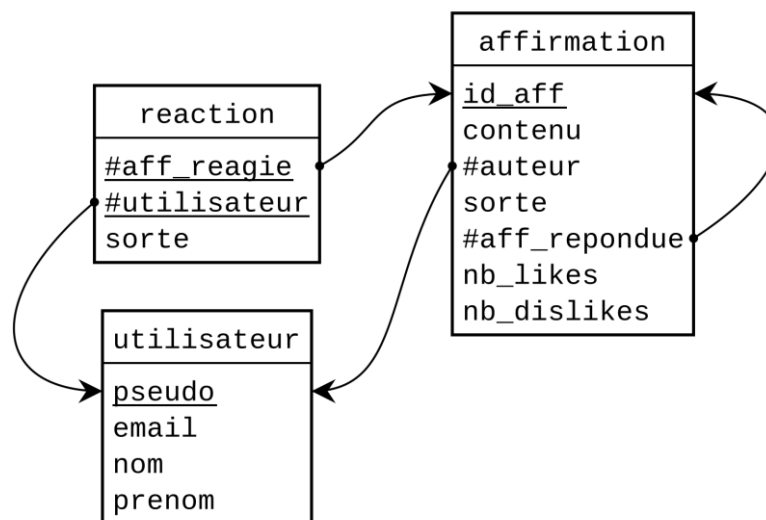 affirmation
id_aff
contenu
#auteur
sorte
#aff_repondue
nb_likes
nb_dislikes
reaction
#aff_reagie
#utilisateur
sorte
utilisateur
pseudo
email
nom
prenom